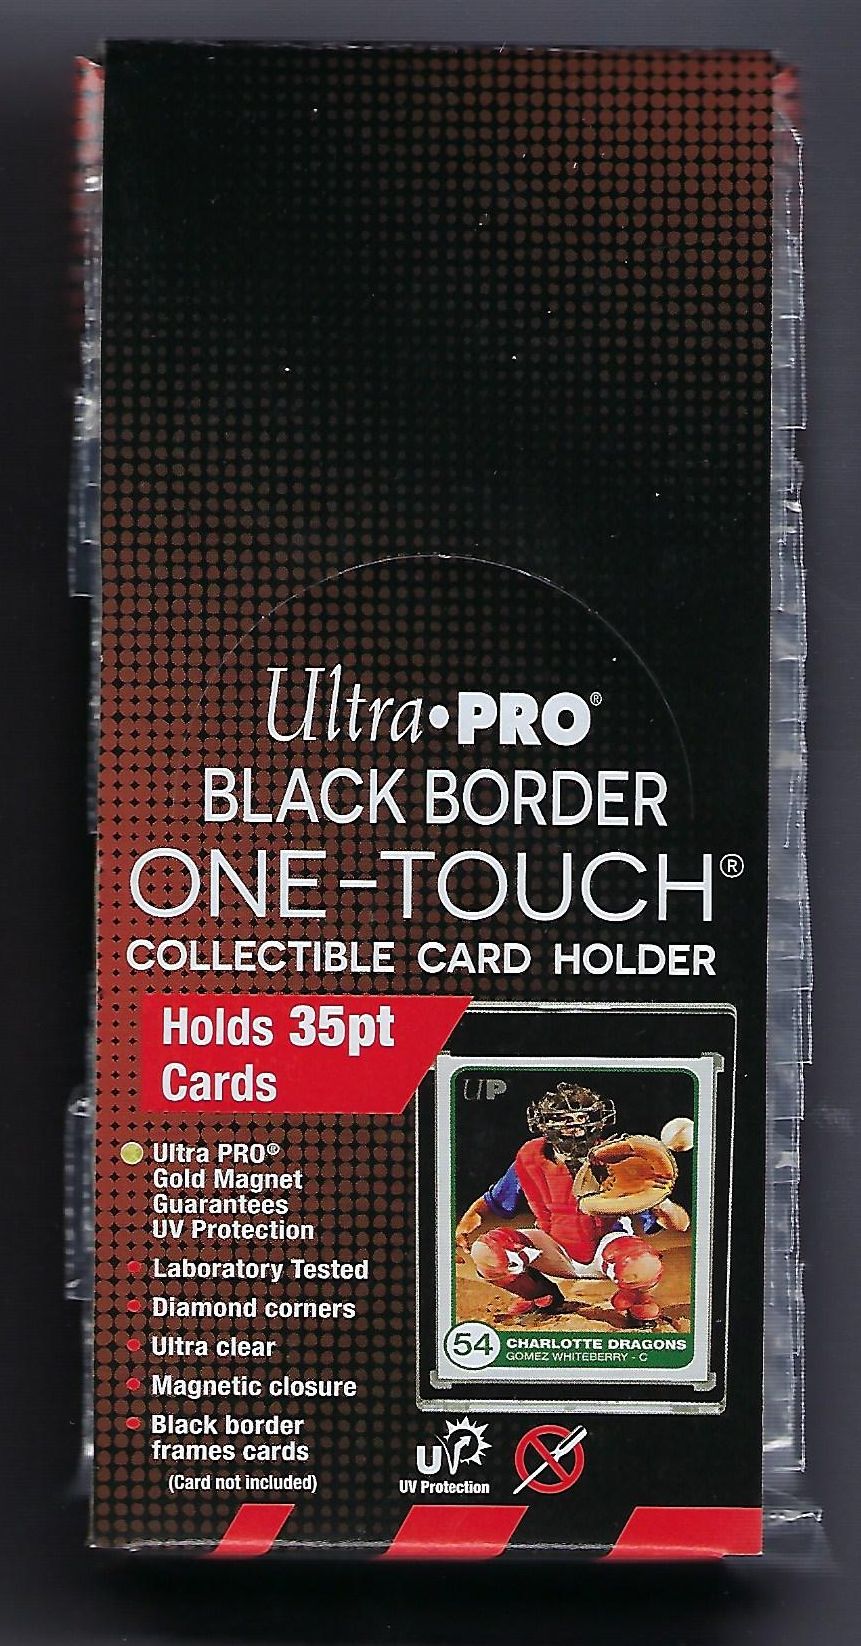 Ultra•PRO®
BLACK BORDER
ONE-TOUCH®
COLLECTIBLE CARD HOLDER
Holds 35pt
Cards
Ultra PRO®
Gold Magnet
Guarantees
UV Protection
Laboratory Tested
Diamond corners
Ultra clear
Magnetic closure
Black border
frames cards
(Card not included)
UP
54 CHARLOTTE DRAGONS
GOMEZ WHITEBERRY - C
UV
UV Protection